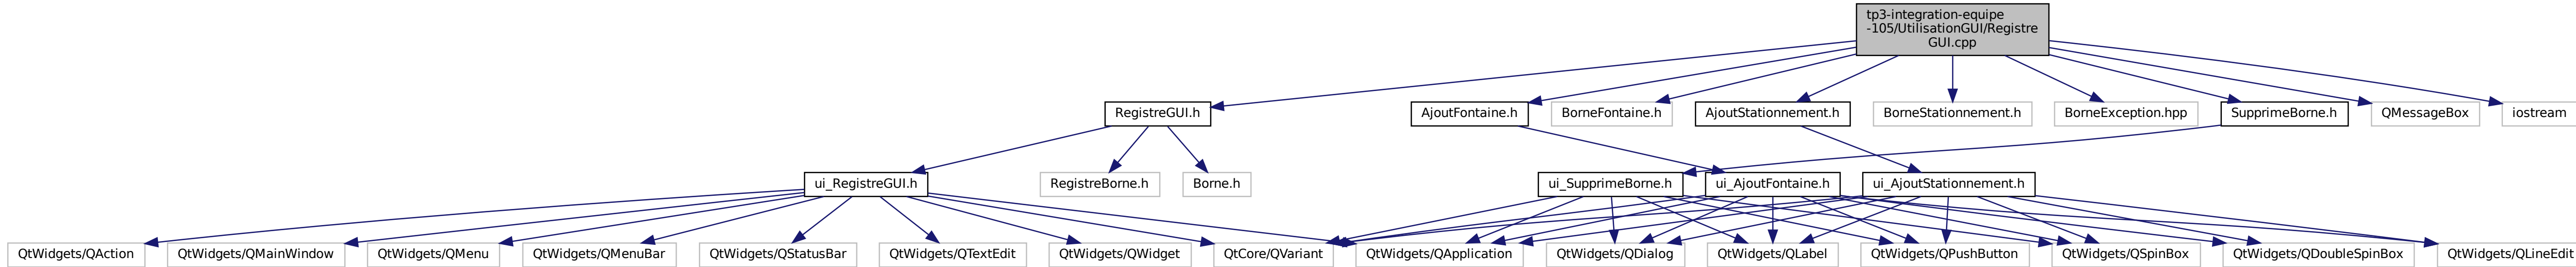 tp3-integration-equipe
-105/UtilisationGUI/Registre
GUI.cpp
RegistreGUI.h
AjoutFontaine.h
BorneFontaine.h
AjoutStationnement.h
BorneStationnement.h
BorneException.hpp
SupprimeBorne.h
QMessageBox
iostream
ui_RegistreGUI.h
RegistreBorne.h
Borne.h
ui_SupprimeBorne.h
ui_AjoutFontaine.h
ui_AjoutStationnement.h
QtWidgets/QAction
QtWidgets/QMainWindow
QtWidgets/QMenu
QtWidgets/QMenuBar
QtWidgets/QStatusBar
QtWidgets/QTextEdit
QtWidgets/QWidget
QtCore/QVariant
QtWidgets/QApplication
QtWidgets/QDialog
QtWidgets/QLabel
QtWidgets/QPushButton
QtWidgets/QSpinBox
QtWidgets/QDoubleSpinBox
QtWidgets/QLineEdit